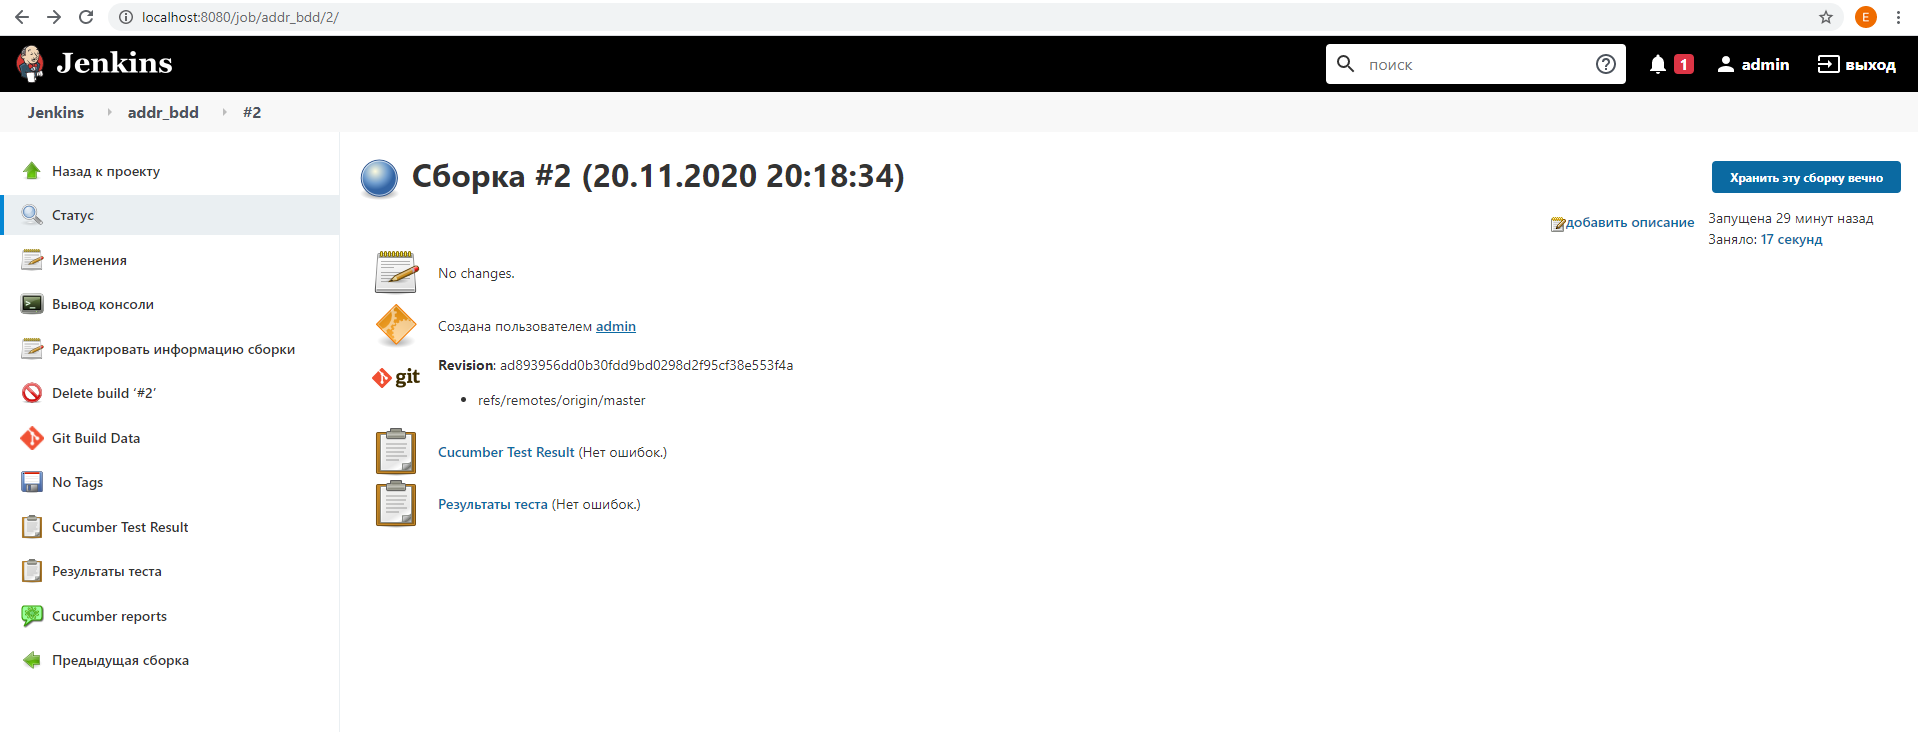 localhost:8080/job/addr_bdd/2/
E
Jenkins
поиск
1
admin
выход
Jenkins
addr_bdd
#2
Назад к проекту
Статус
Изменения
Вывод консоли
Редактировать информацию сборки
Delete build ‘#2’
Git Build Data
No Tags
Cucumber Test Result
Результаты теста
Cucumber reports
Предыдущая сборка
Сборка #2 (20.11.2020 20:18:34)
Хранить эту сборку вечно
добавить описание
Запущена 29 минут назад
Заняло: 17 секунд
No changes.
Создана пользователем admin
git
Revision: ad893956dd0b30fdd9bd0298d2f95cf38e553f4a
refs/remotes/origin/master
Cucumber Test Result (Нет ошибок.)
Результаты теста (Нет ошибок.)